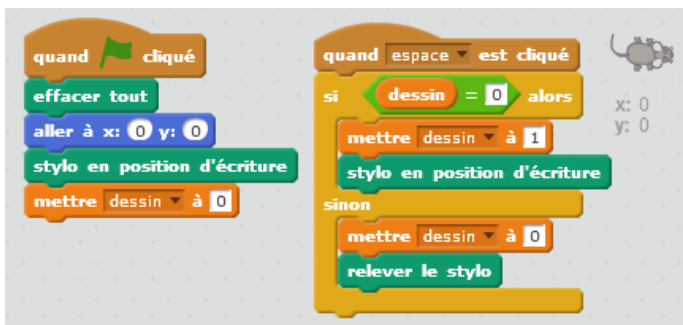 quand cliqué
effacer tout
aller à x: 0 y: 0
stylo en position d'écriture
mettre dessin à 0
quand espace est cliqué
si dessin = 0 alors
mettre dessin à 1
stylo en position d'écriture
sinon
mettre dessin à 0
relever le stylo
x: 0
y: 0